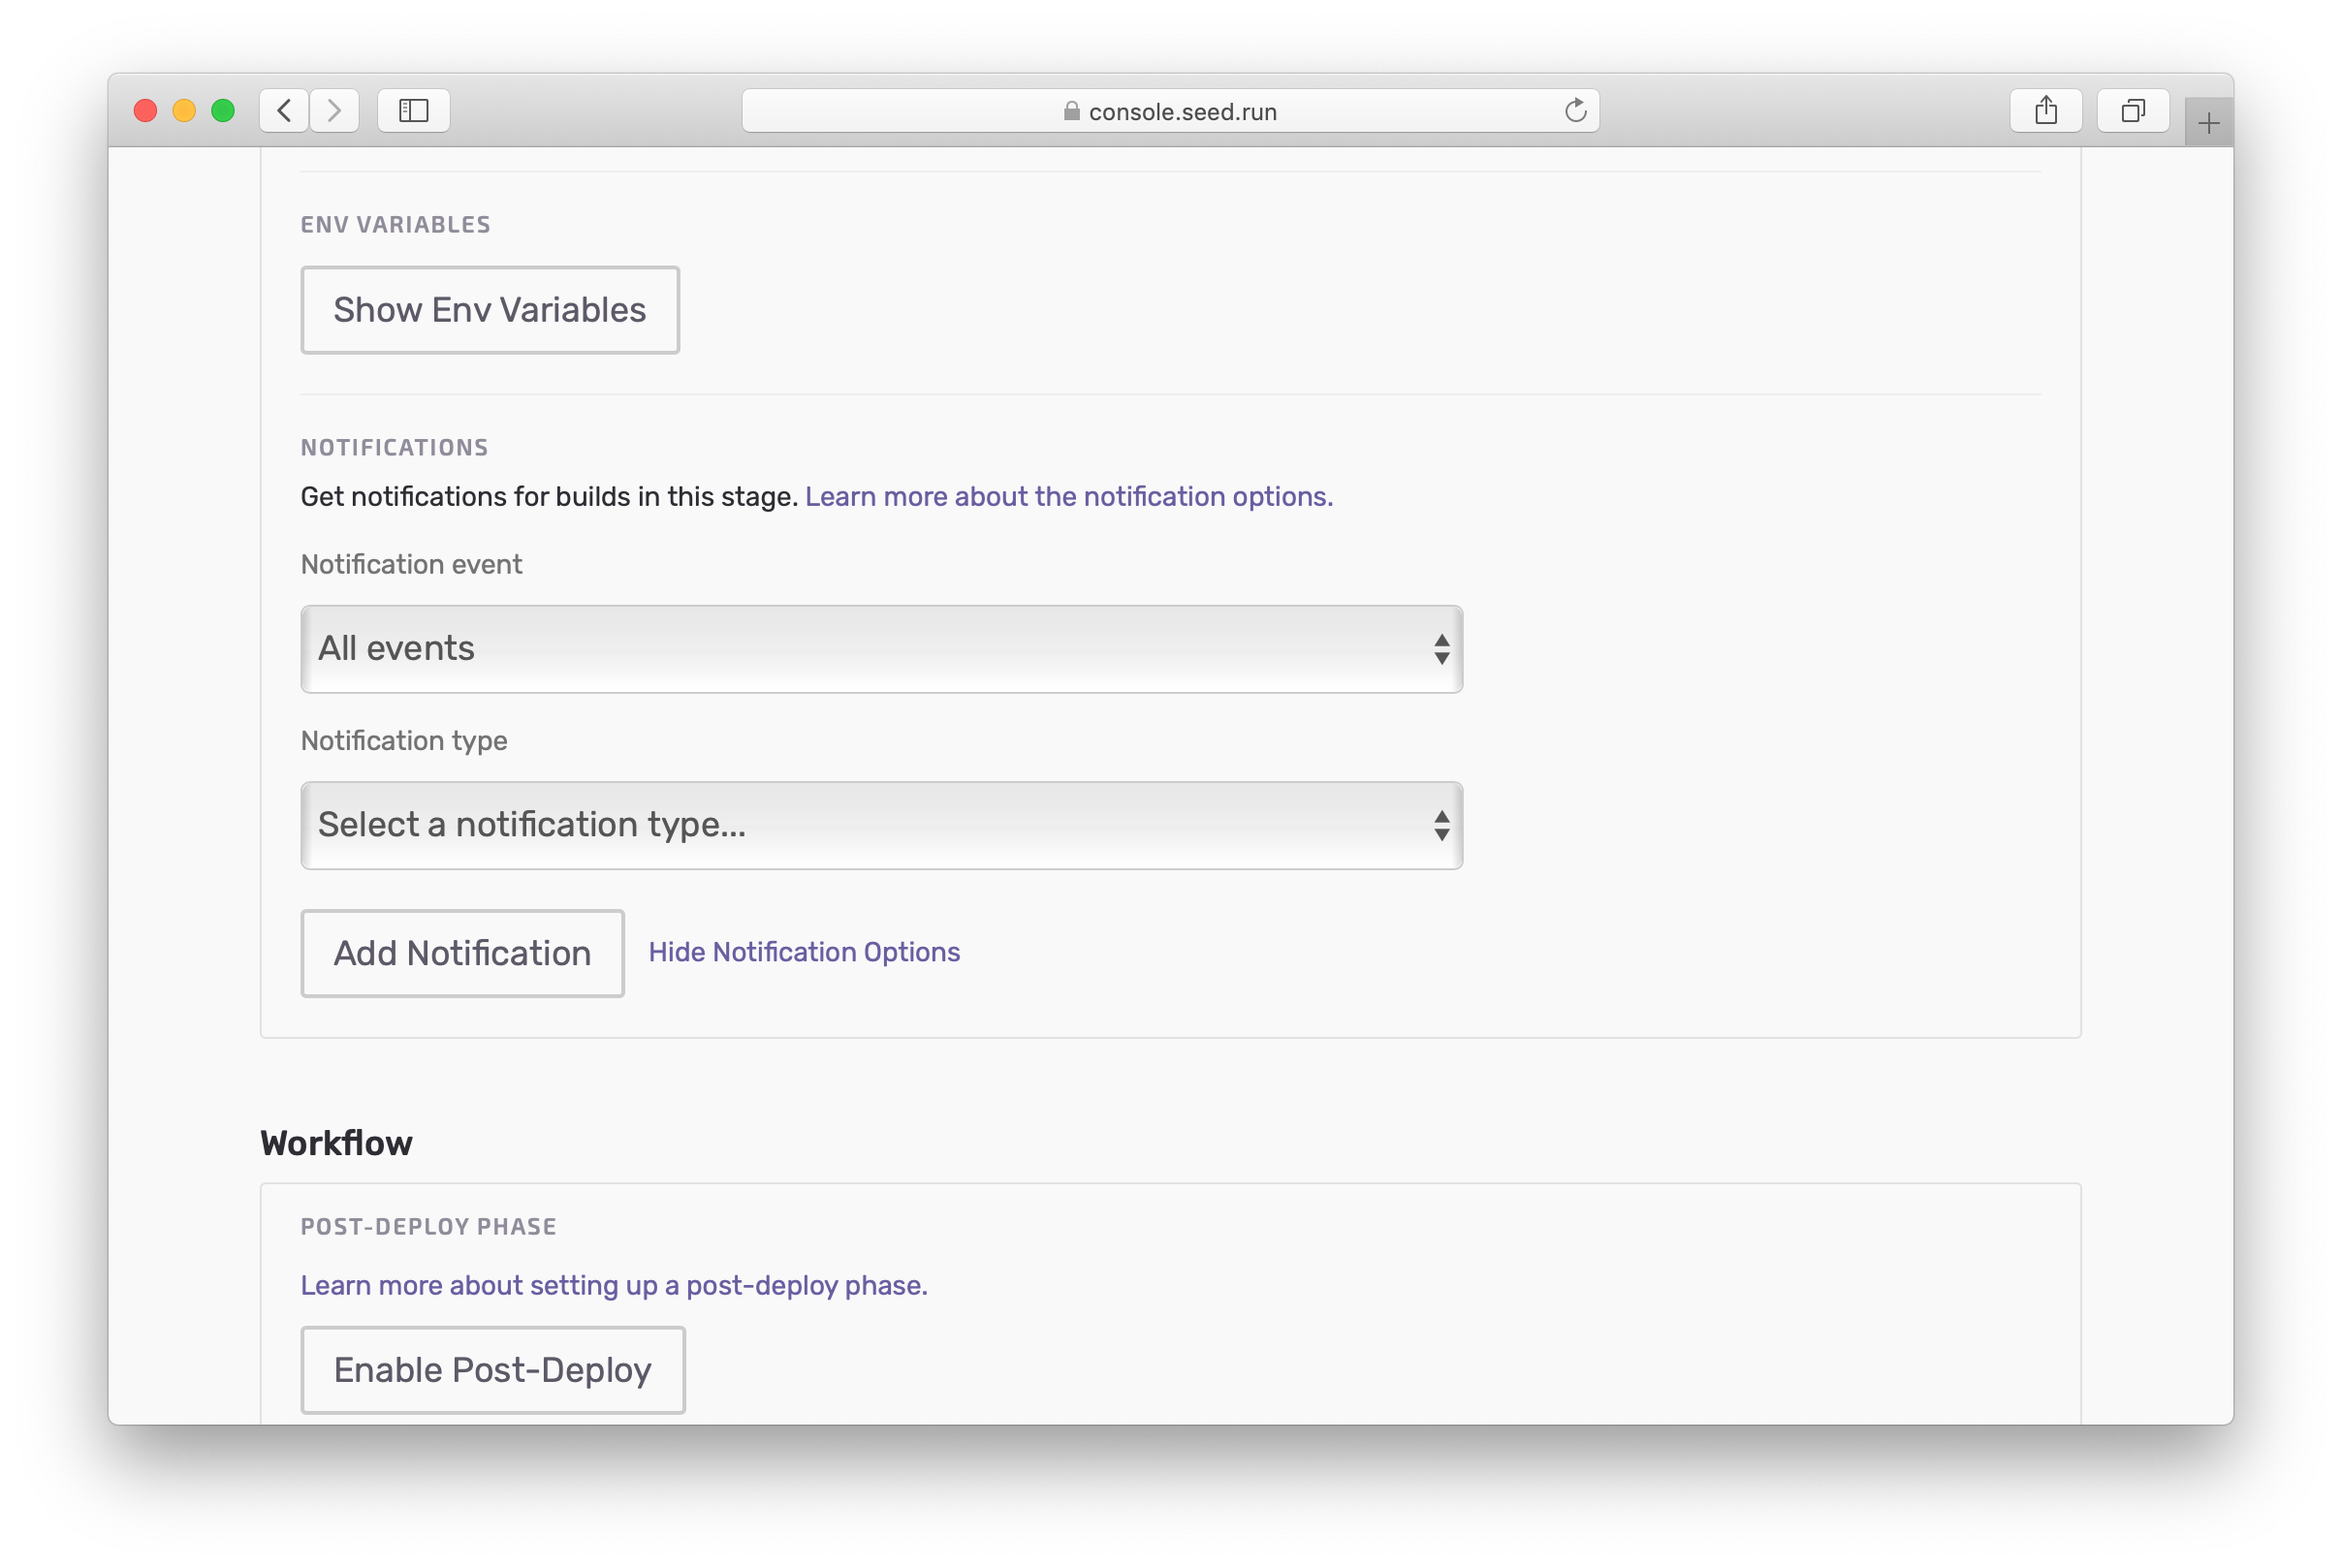 console.seed.run
ENV VARIABLES
Show Env Variables
NOTIFICATIONS
Get notifications for builds in this stage. Learn more about the notification options.
Notification event
All events
Notification type
Select a notification type...
Add Notification
Hide Notification Options
Workflow
POST-DEPLOY PHASE
Learn more about setting up a post-deploy phase.
Enable Post-Deploy